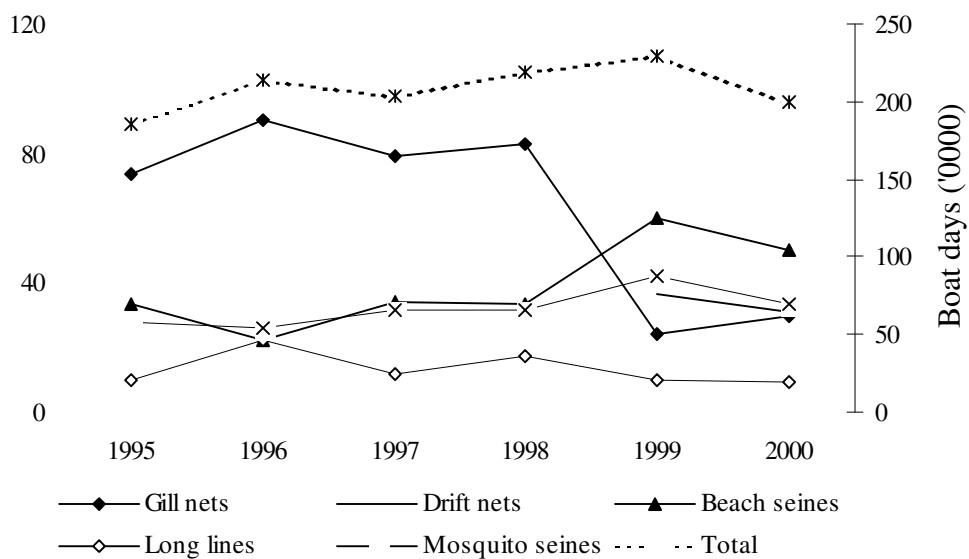 120
80
40
0
250
200
150
100
50
0
Boat days ('0000)
1995 1996 1997 1998 1999 2000
Gill nets Drift nets Beach seines
Long lines Mosquito seines Total